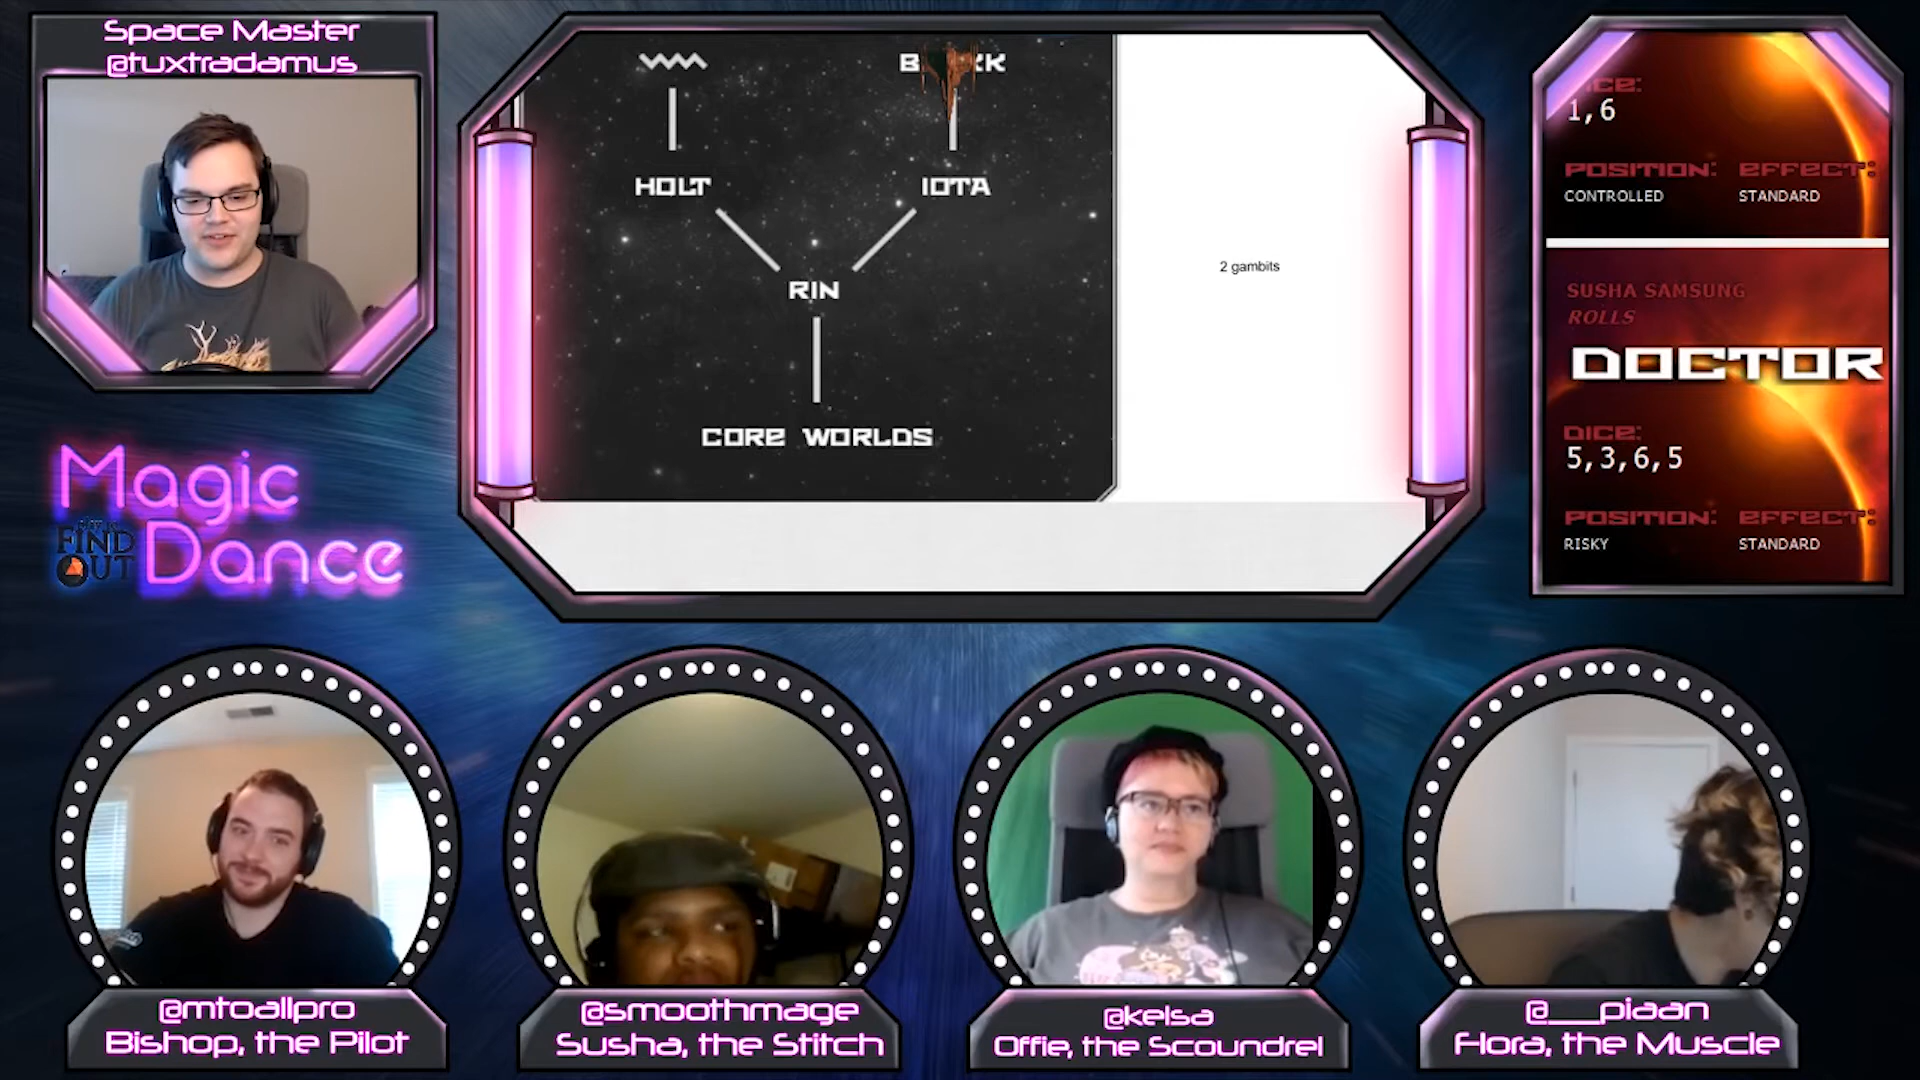 Space Master
@tuxtradamus
HOLT
IOTA
RIN
CORE WORLDS
2 gambits
1,6
POSITION: EFFECT:
CONTROLLED STANDARD
SUSHA SAMSUNG
ROLLS
DOCTOR
DICE:
5,3,6,5
POSITION: EFFECT:
RISKY STANDARD
Magic
Dance
FIND
OUT
@mtoallpro
Bishop, the Pilot
@smoothmage
Susha, the Stitch
@kelsa
Offie, the Scoundrel
@__piaan
Flora, the Muscle